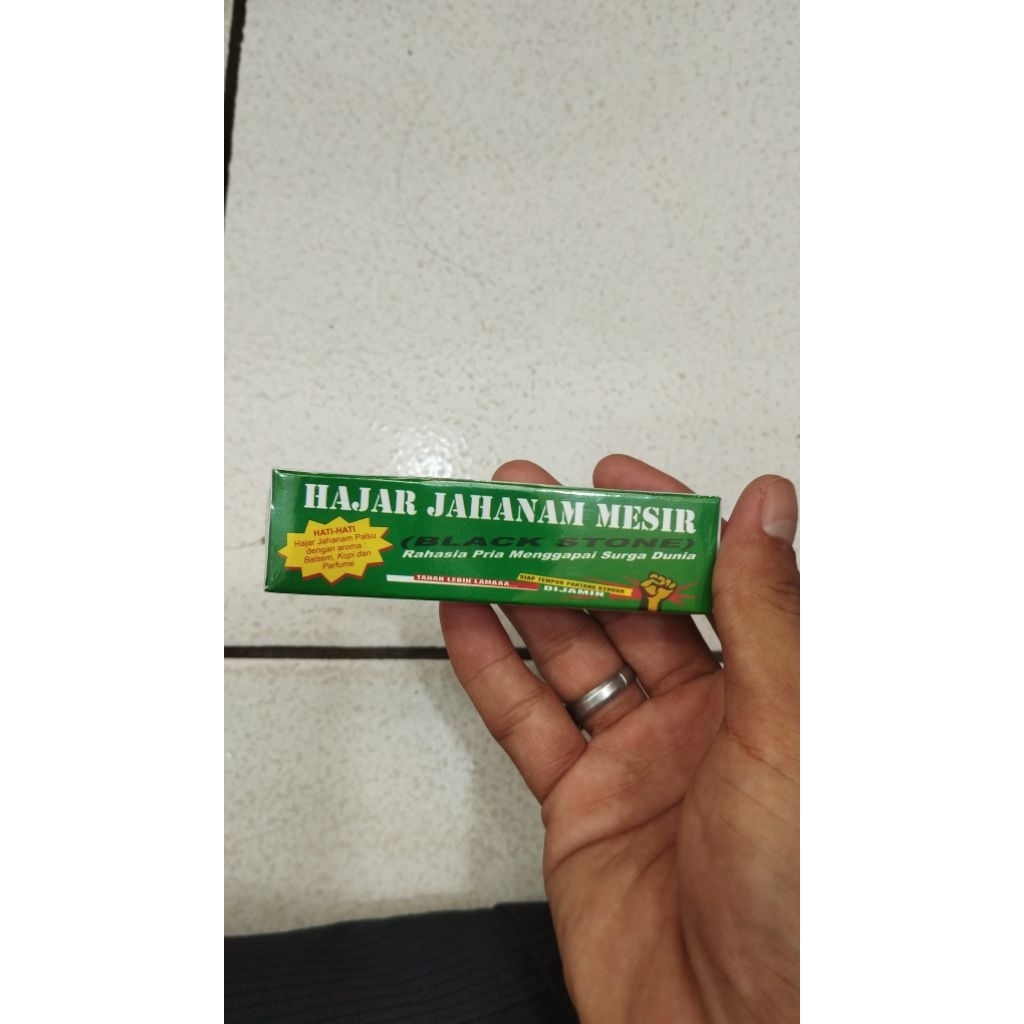 HAJAR JAHANAM MESIR
(BLACK STONE)
Rahasia Pria Menggapai Surga Dunia
HATI-HATI
Hajar Jahanam Palsu
dengan aroma :
Balsem, Kopi dan
Parfume
TAHAN LEBIH LAMAAA...
SIAP TEMPUR PANTANG KENDUR
DIJAMIN